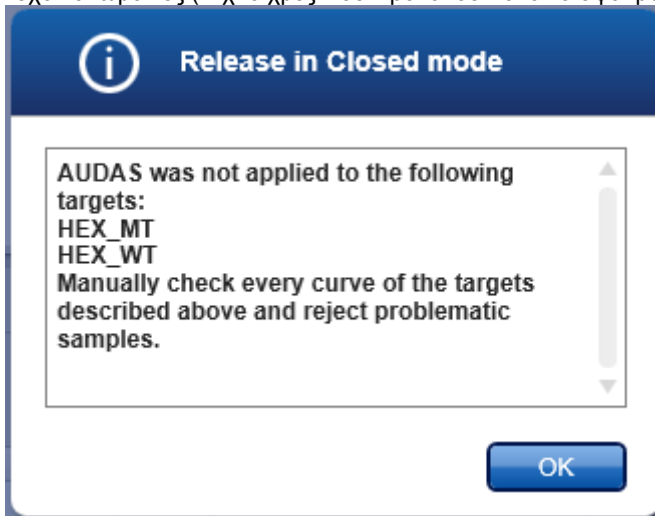 Release in Closed mode
AUDAS was not applied to the following
targets:
HEX_MT
HEX_WT
Manually check every curve of the targets
described above and reject problematic
samples.
OK